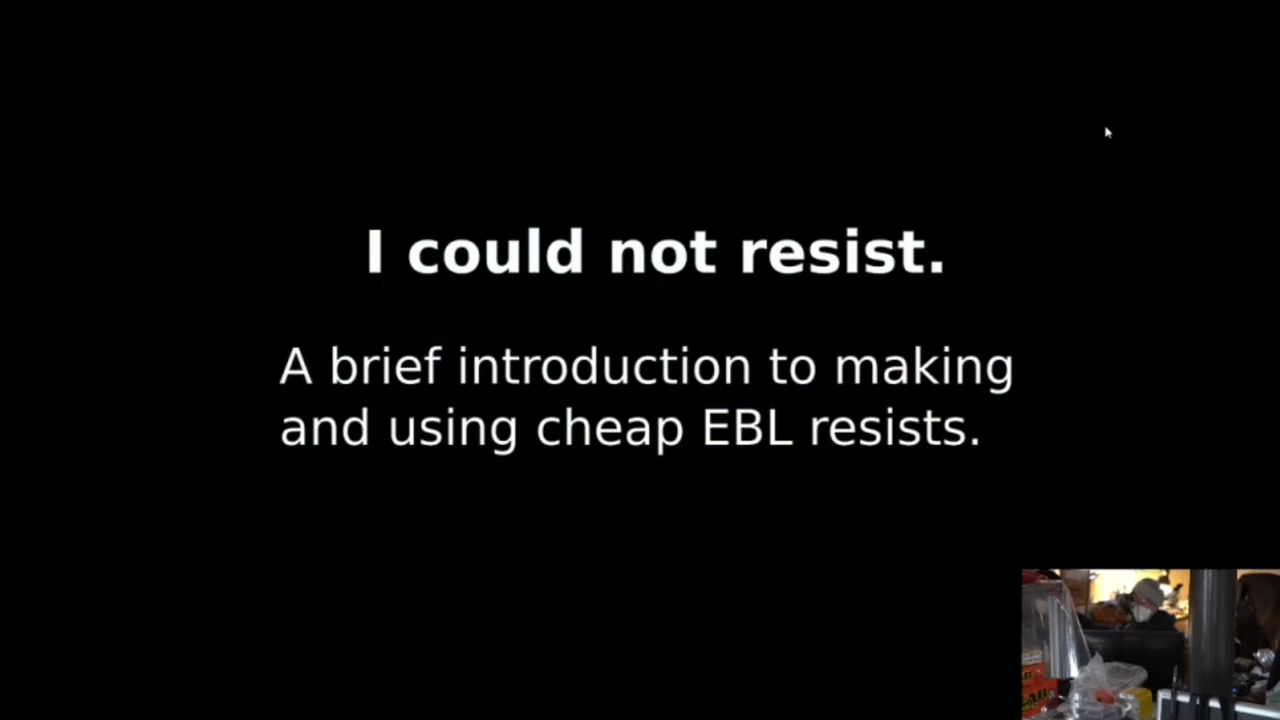 I could not resist.
A brief introduction to making
and using cheap EBL resists.